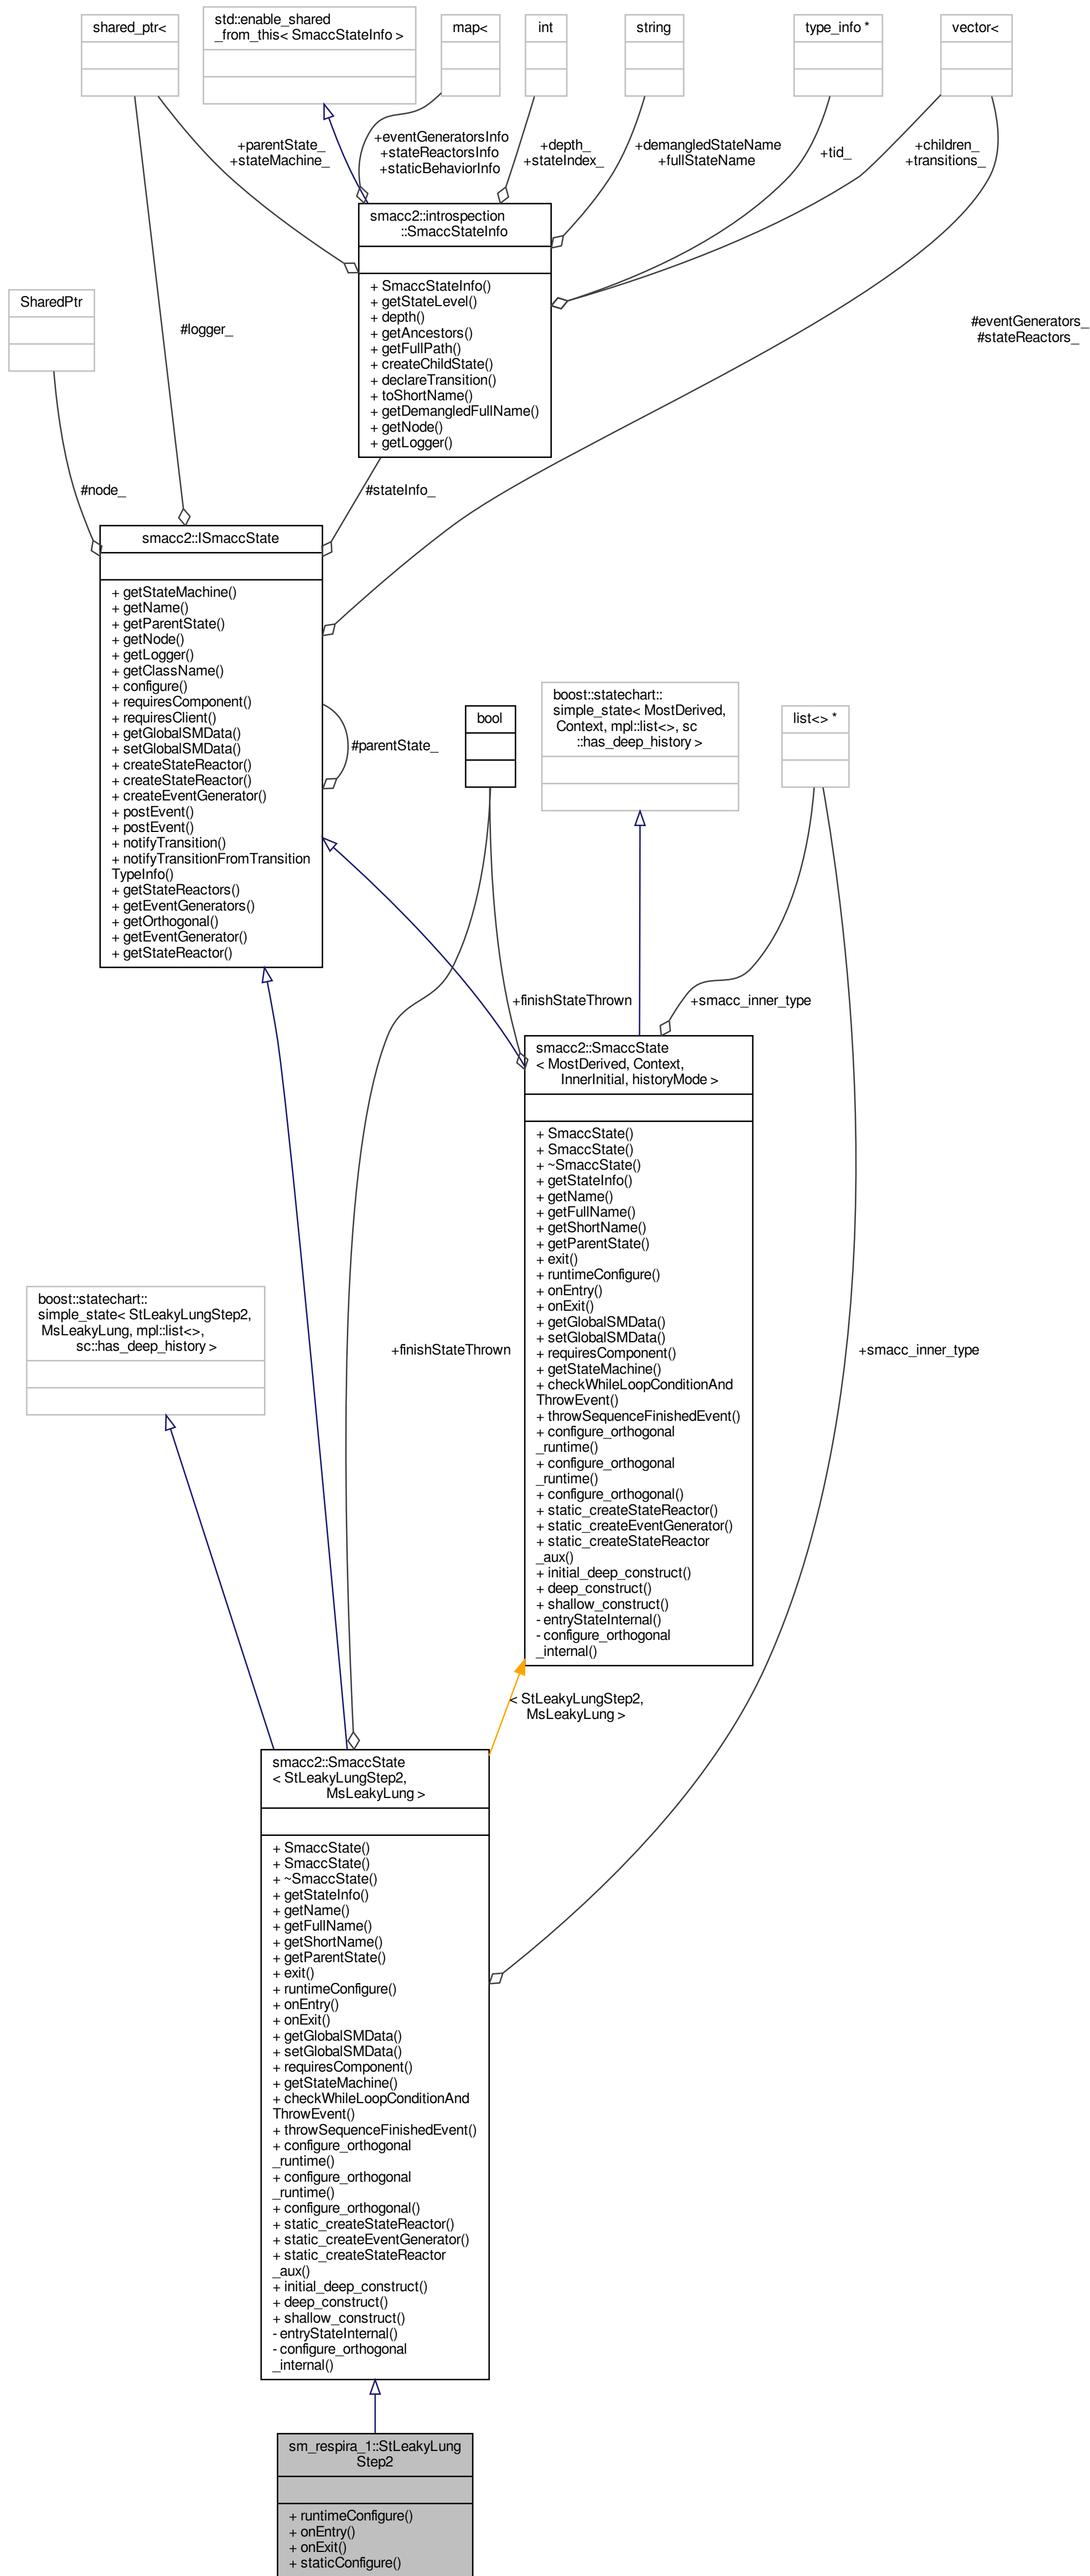 shared_ptr<
std::enable_shared
_from_this< SmaccStateInfo >
map<
int
string
type_info *
vector<
+parentState_
+stateMachine_
+eventGeneratorsInfo
+stateReactorsInfo
+staticBehaviorInfo
+depth_
+stateIndex_
+demangledStateName
+fullStateName
+tid_
+children_
+transitions_
smacc2::introspection
::SmaccStateInfo
+ SmaccStateInfo()
+ getStateLevel()
+ depth()
+ getAncestors()
+ getFullPath()
+ createChildState()
+ declareTransition()
+ toShortName()
+ getDemangledFullName()
+ getNode()
+ getLogger()
SharedPtr
#logger_
#eventGenerators_
#stateReactors_
#node_
#stateInfo_
smacc2::ISmaccState
+ getStateMachine()
+ getName()
+ getParentState()
+ getNode()
+ getLogger()
+ getClassName()
+ configure()
+ requiresComponent()
+ requiresClient()
+ getGlobalSMData()
+ setGlobalSMData()
+ createStateReactor()
+ createStateReactor()
+ createEventGenerator()
+ postEvent()
+ postEvent()
+ notifyTransition()
+ notifyTransitionFromTransition
TypeInfo()
+ getStateReactors()
+ getEventGenerators()
+ getOrthogonal()
+ getEventGenerator()
+ getStateReactor()
#parentState_
bool
boost::statechart::
simple_state< MostDerived,
Context, mpl::list<>, sc
::has_deep_history >
list<> *
+finishStateThrown
+smacc_inner_type
smacc2::SmaccState
< MostDerived, Context,
InnerInitial, historyMode >
+ SmaccState()
+ SmaccState()
+ ~SmaccState()
+ getStateInfo()
+ getName()
+ getFullName()
+ getShortName()
+ getParentState()
+ exit()
+ runtimeConfigure()
+ onEntry()
+ onExit()
+ getGlobalSMData()
+ setGlobalSMData()
+ requiresComponent()
+ getStateMachine()
+ checkWhileLoopConditionAnd
ThrowEvent()
+ throwSequenceFinishedEvent()
+ configure_orthogonal
_runtime()
+ configure_orthogonal
_runtime()
+ configure_orthogonal()
+ static_createStateReactor()
+ static_createEventGenerator()
+ static_createStateReactor
_aux()
+ initial_deep_construct()
+ deep_construct()
+ shallow_construct()
- entryStateInternal()
- configure_orthogonal
_internal()
boost::statechart::
simple_state< StLeakyLungStep2,
MsLeakyLung, mpl::list<>,
sc::has_deep_history >
+finishStateThrown
+smacc_inner_type
< StLeakyLungStep2,
MsLeakyLung >
smacc2::SmaccState
< StLeakyLungStep2,
MsLeakyLung >
+ SmaccState()
+ SmaccState()
+ ~SmaccState()
+ getStateInfo()
+ getName()
+ getFullName()
+ getShortName()
+ getParentState()
+ exit()
+ runtimeConfigure()
+ onEntry()
+ onExit()
+ getGlobalSMData()
+ setGlobalSMData()
+ requiresComponent()
+ getStateMachine()
+ checkWhileLoopConditionAnd
ThrowEvent()
+ throwSequenceFinishedEvent()
+ configure_orthogonal
_runtime()
+ configure_orthogonal
_runtime()
+ configure_orthogonal()
+ static_createStateReactor()
+ static_createEventGenerator()
+ static_createStateReactor
_aux()
+ initial_deep_construct()
+ deep_construct()
+ shallow_construct()
- entryStateInternal()
- configure_orthogonal
_internal()
sm_respira_1::StLeakyLung
Step2
+ runtimeConfigure()
+ onEntry()
+ onExit()
+ staticConfigure()